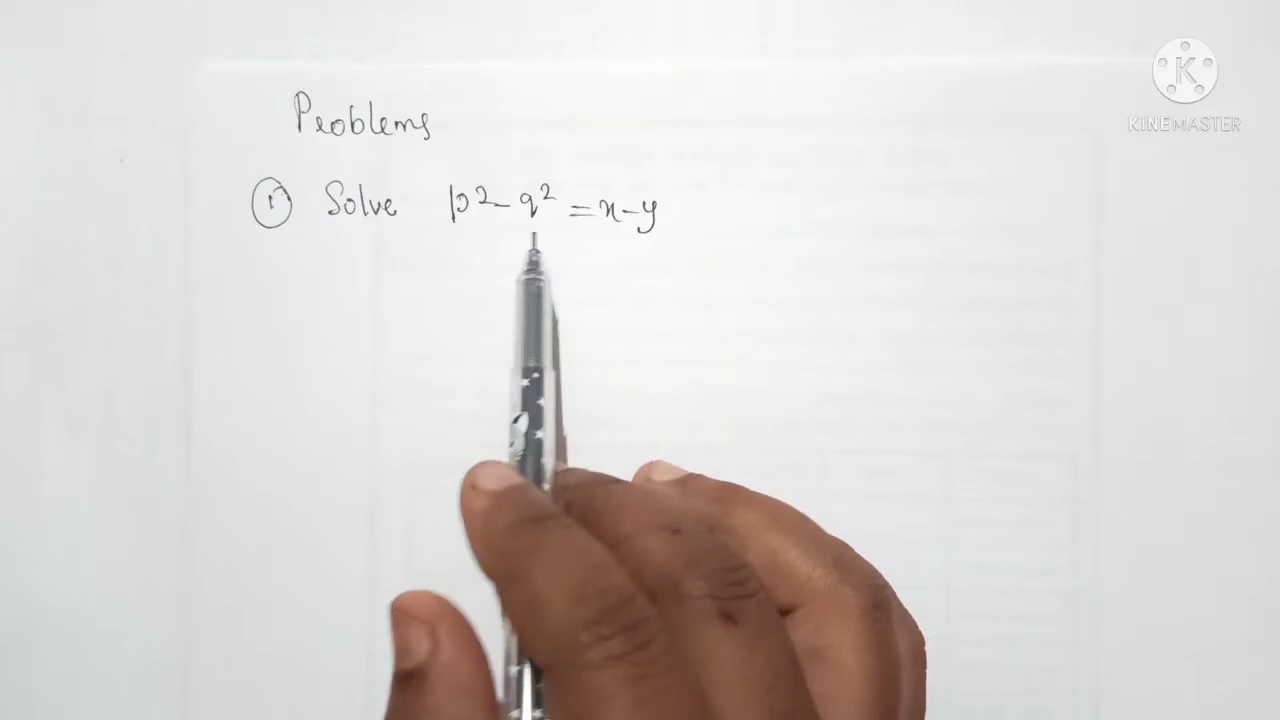 Problems
① Solve p² - q² = x - y
K
KINEMASTER